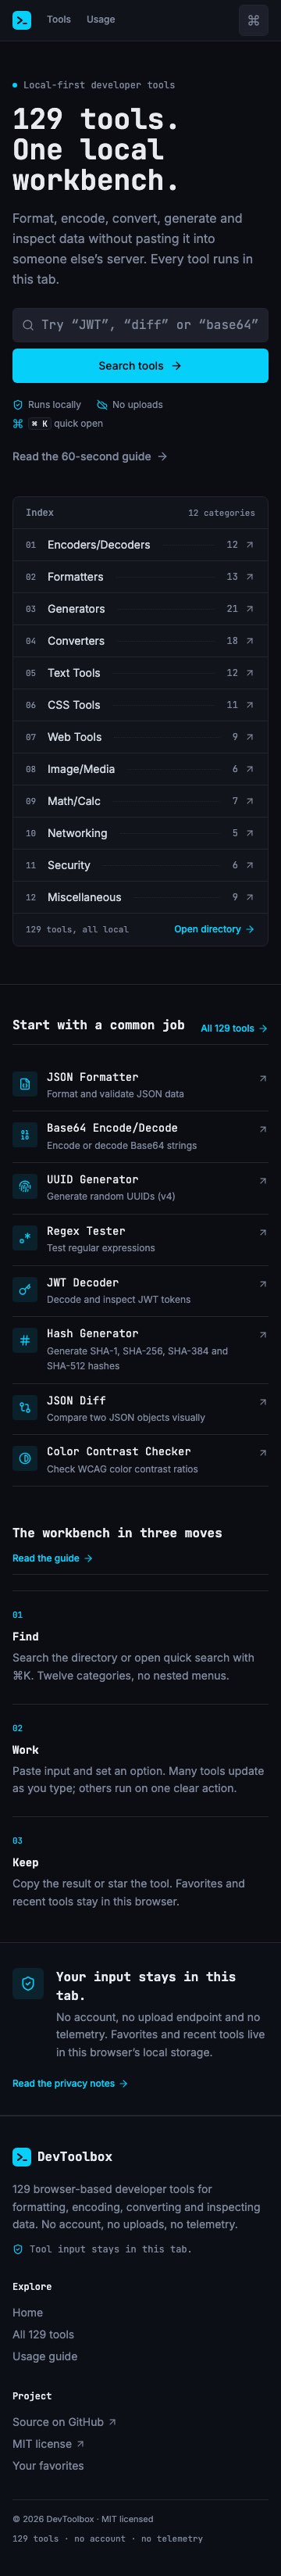 Tools Usage
Local-first developer tools
129 tools.
One local
workbench.
Format, encode, convert, generate and
inspect data without pasting it into
someone else’s server. Every tool runs in
this tab.
Try “JWT”, “diff” or “base64”
Search tools →
Runs locally No uploads
⌘ K quick open
Read the 60-second guide →
Index 12 categories
01 Encoders/Decoders 12 ↗
02 Formatters 13 ↗
03 Generators 21 ↗
04 Converters 18 ↗
05 Text Tools 12 ↗
06 CSS Tools 11 ↗
07 Web Tools 9 ↗
08 Image/Media 6 ↗
09 Math/Calc 7 ↗
10 Networking 5 ↗
11 Security 6 ↗
12 Miscellaneous 9 ↗
129 tools, all local Open directory →
Start with a common job All 129 tools →
JSON Formatter
Format and validate JSON data
Base64 Encode/Decode
Encode or decode Base64 strings
UUID Generator
Generate random UUIDs (v4)
Regex Tester
Test regular expressions
JWT Decoder
Decode and inspect JWT tokens
Hash Generator
Generate SHA-1, SHA-256, SHA-384 and
SHA-512 hashes
JSON Diff
Compare two JSON objects visually
Color Contrast Checker
Check WCAG color contrast ratios
The workbench in three moves
Read the guide →
01
Find
Search the directory or open quick search with
⌘K. Twelve categories, no nested menus.
02
Work
Paste input and set an option. Many tools update
as you type; others run on one clear action.
03
Keep
Copy the result or star the tool. Favorites and
recent tools stay in this browser.
Your input stays in this
tab.
No account, no upload endpoint and no
telemetry. Favorites and recent tools live
in this browser’s local storage.
Read the privacy notes →
DevToolbox
129 browser-based developer tools for
formatting, encoding, converting and inspecting
data. No account, no uploads, no telemetry.
Tool input stays in this tab.
Explore
Home
All 129 tools
Usage guide
Project
Source on GitHub ↗
MIT license ↗
Your favorites
© 2026 DevToolbox · MIT licensed
129 tools · no account · no telemetry